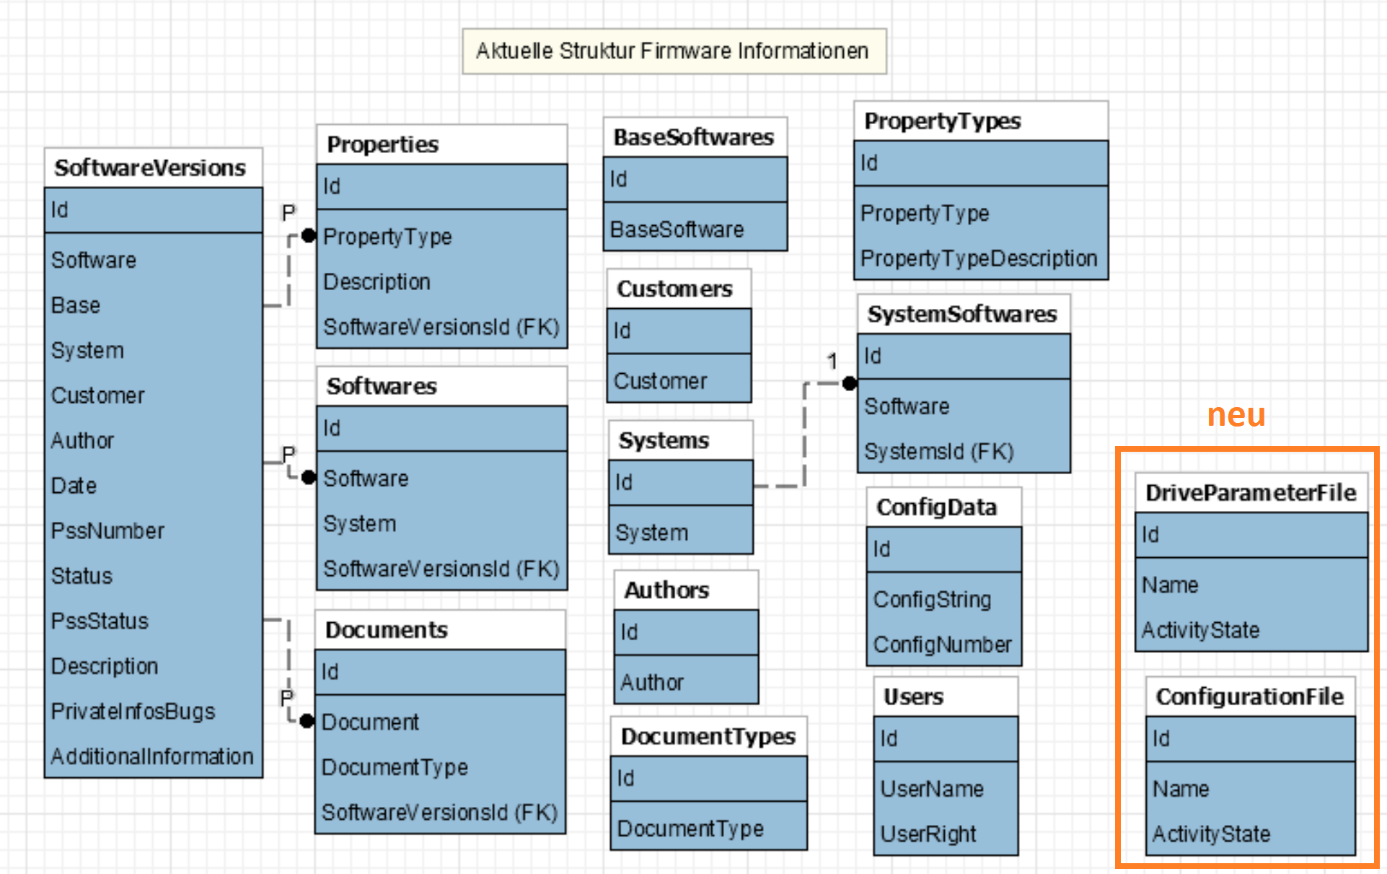 Aktuelle Struktur Firmware Informationen
SoftwareVersions
Id
Software
Base
System
Customer
Author
Date
PssNumber
Status
PssStatus
Description
PrivateInfosBugs
AdditionalInformation
P
P
P
Properties
Id
PropertyType
Description
SoftwareVersionsId (FK)
Softwares
Id
Software
System
SoftwareVersionsId (FK)
Documents
Id
Document
DocumentType
SoftwareVersionsId (FK)
BaseSoftwares
Id
BaseSoftware
Customers
Id
Customer
Systems
Id
System
Authors
Id
Author
DocumentTypes
Id
DocumentType
1
PropertyTypes
Id
PropertyType
PropertyTypeDescription
SystemSoftwares
Id
Software
SystemsId (FK)
ConfigData
Id
ConfigString
ConfigNumber
Users
Id
UserName
UserRight
neu
DriveParameterFile
Id
Name
ActivityState
ConfigurationFile
Id
Name
ActivityState